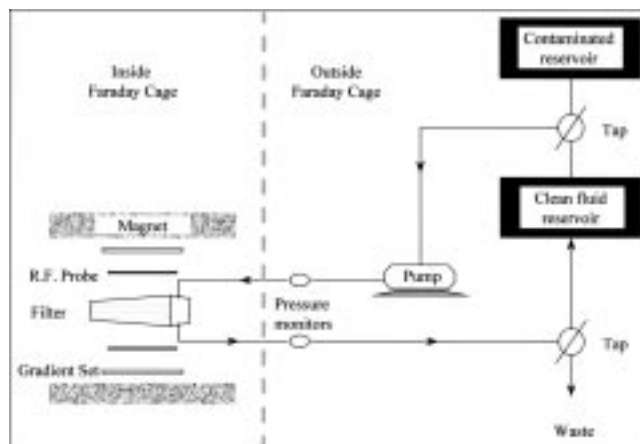 Contaminated
reservoir
Inside
Faraday Cage
Outside
Faraday Cage
Tap
Clean fluid
reservoir
Magnet
R.F. Probe
Pump
Filter
Pressure
monitors
Tap
Gradient Set
Waste